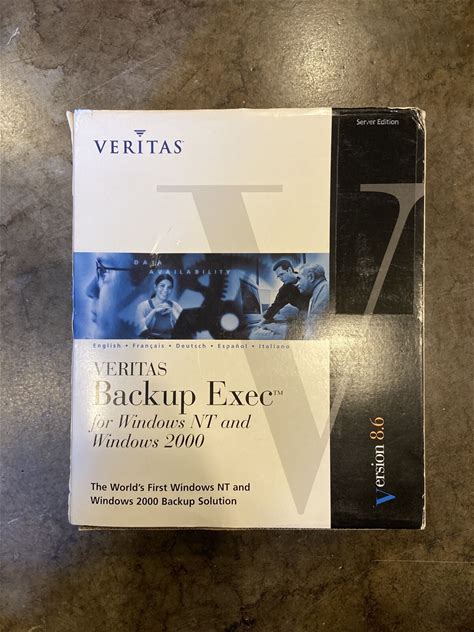 VERITAS
Server Edition
V
DATA
AVAILABILITY
English • Français • Deutsch • Español • Italiano
VERITAS
Backup Exec™
for Windows NT and
Windows 2000
Version 8.6
The World's First Windows NT and
Windows 2000 Backup Solution